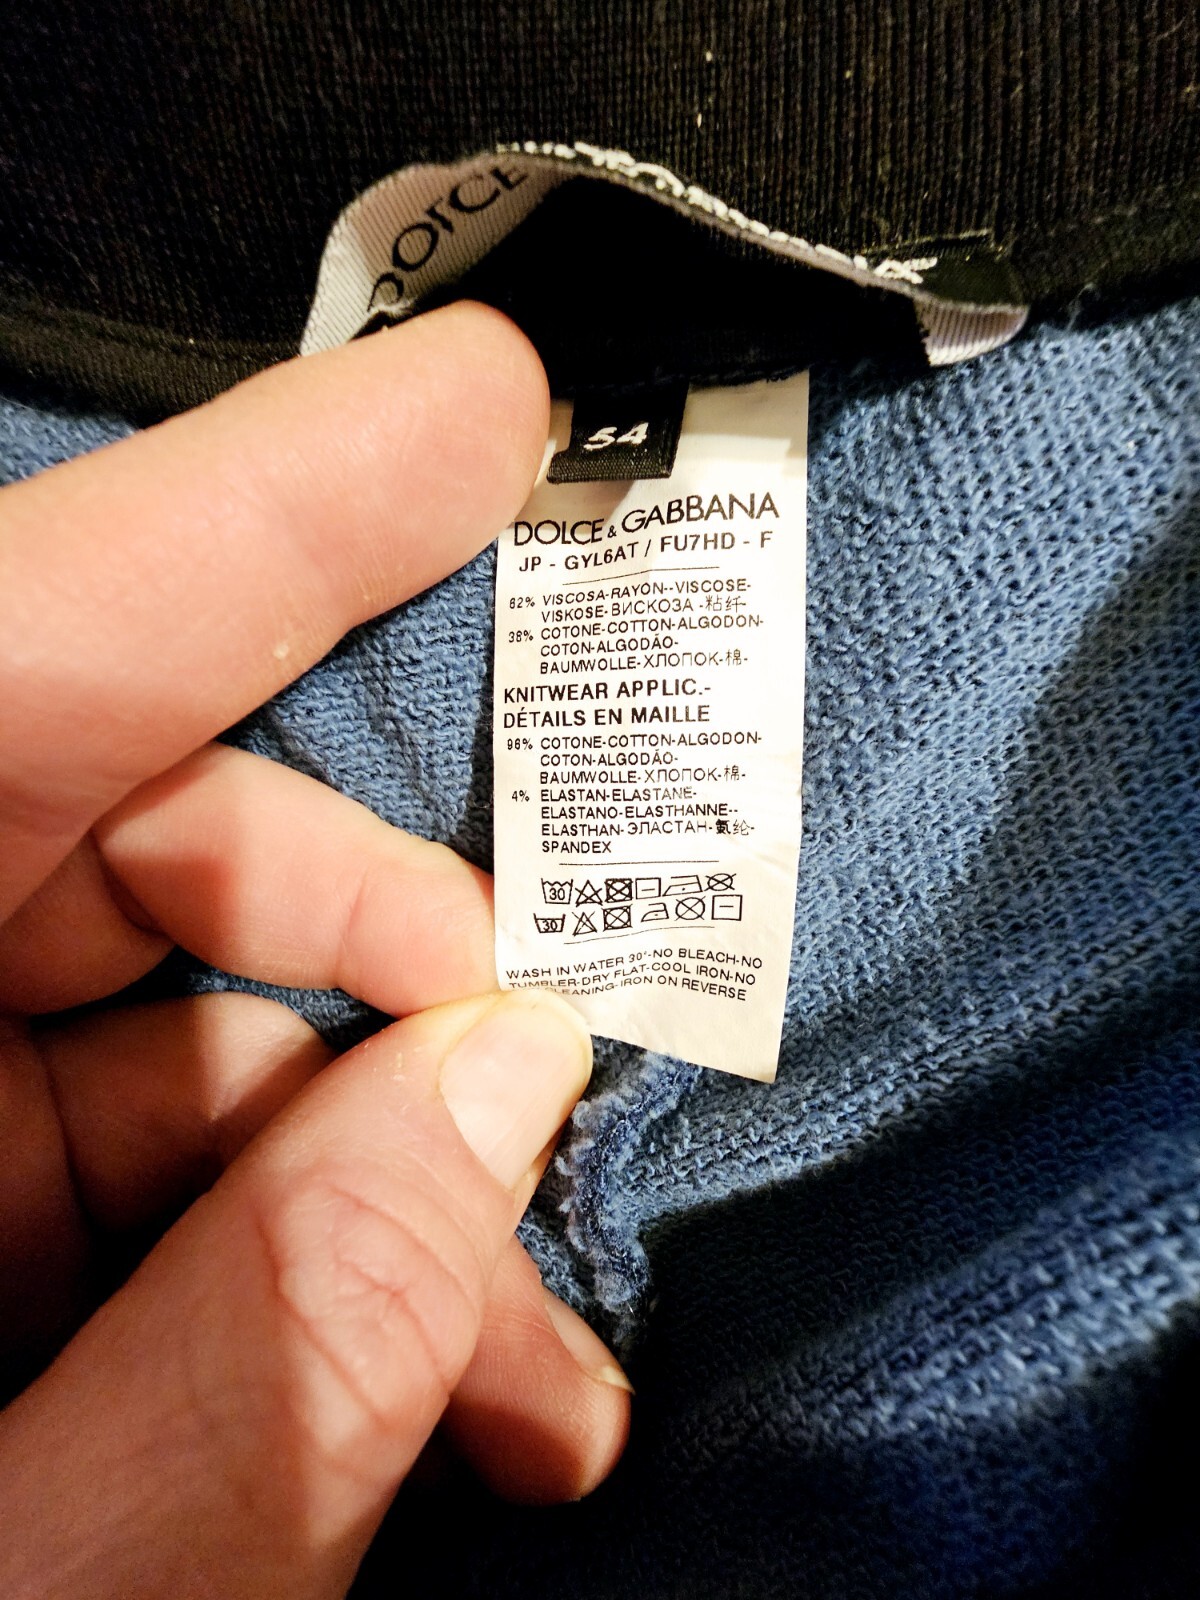 DOLCE
54
DOLCE & GABBANA
JP - GYL6AT / FU7HD - F
62% VISCOSA-RAYON--VISCOSE-
VISKOSE-ВИСКОЗА -粘纤-
38% COTONE-COTTON-ALGODON-
COTON-ALGODÃO-
BAUMWOLLE-ХЛОПОК-棉-
KNITWEAR APPLIC.-
DÉTAILS EN MAILLE
96% COTONE-COTTON-ALGODON-
COTON-ALGODÃO-
BAUMWOLLE-ХЛОПОК-棉-
4% ELASTAN-ELASTANE-
ELASTANO-ELASTHANNE--
ELASTHAN-ЭЛАСТАН-氨纶-
SPANDEX
30
30
WASH IN WATER 30°-NO BLEACH-NO
TUMBLER-DRY FLAT-COOL IRON-NO
CLEANING-IRON ON REVERSE